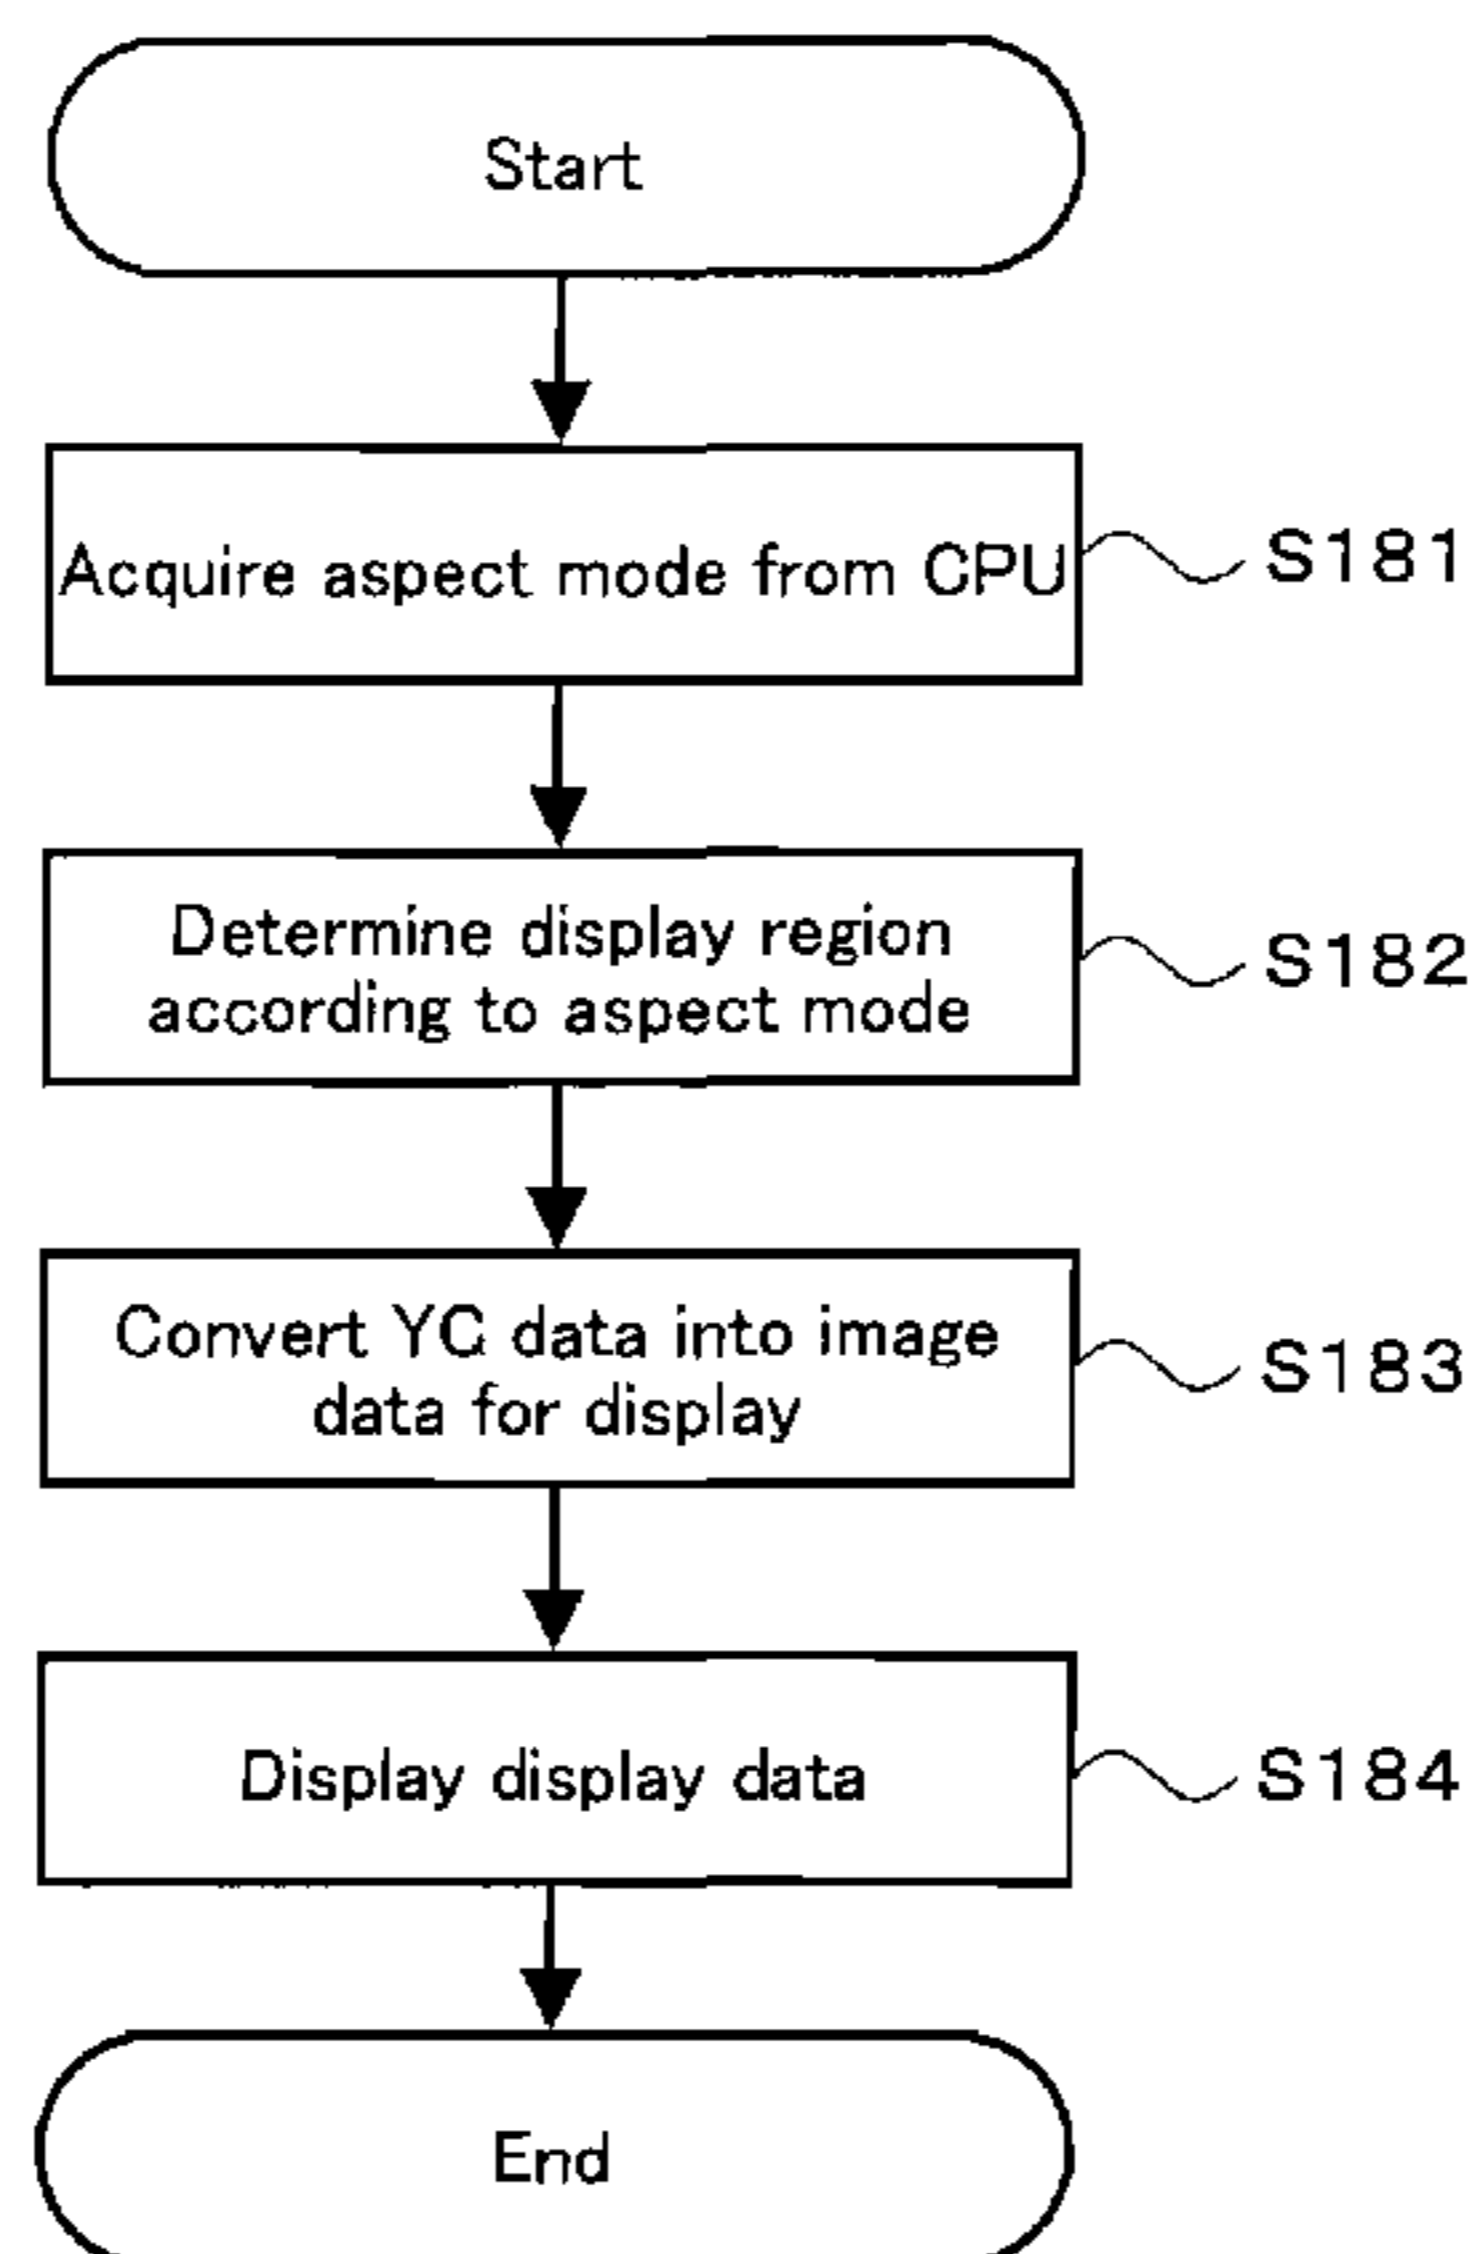 Start
Acquire aspect mode from CPU
S181
Determine display region
according to aspect mode
S182
Convert YC data into image
data for display
S183
Display display data
S184
End